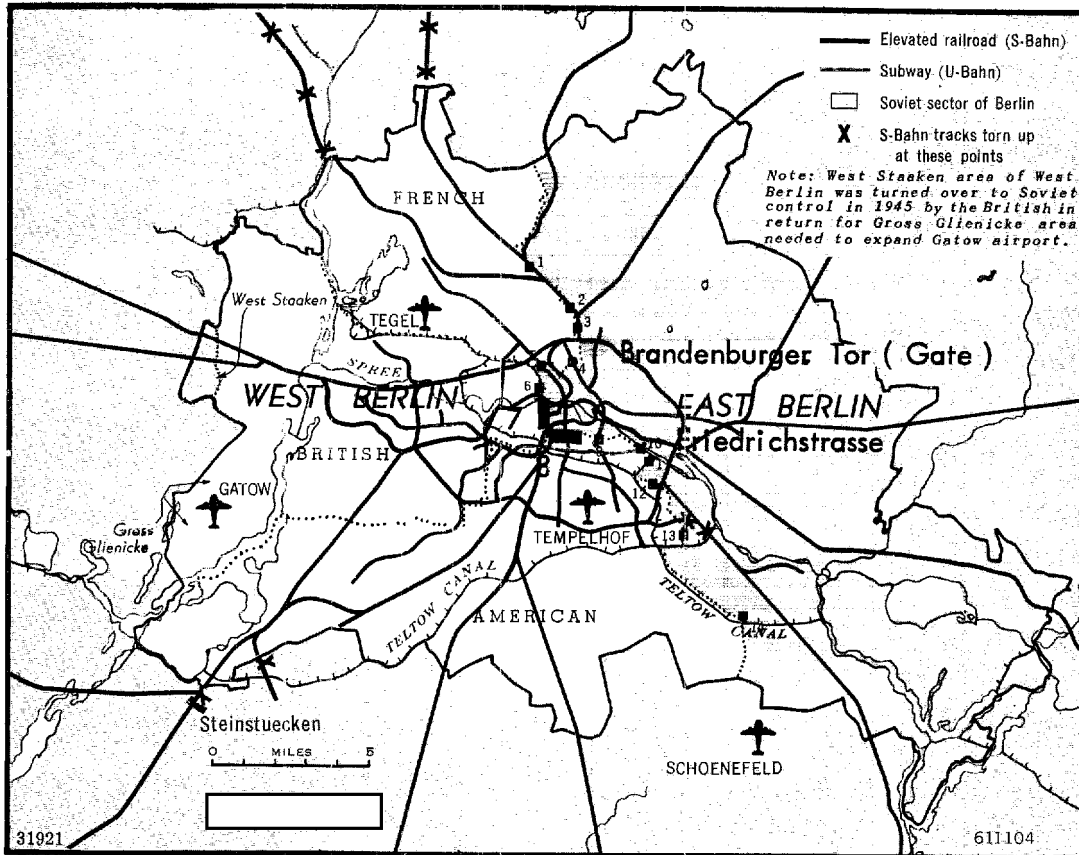 Elevated railroad (S-Bahn)
Subway (U-Bahn)
Soviet sector of Berlin
X S-Bahn tracks torn up
at these points
Note: West Staaken area of West
Berlin was turned over to Soviet
control in 1945 by the British in
return for Gross Glienicke area
needed to expand Gatow airport.
FRENCH
1
West Staaken
TEGEL
2
3
SPREE
Brandenburger Tor ( Gate )
4
6
WEST BERLIN
EAST BERLIN
Friedrichstrasse
BRITISH
10
8
12
GATOW
Gross
Glienicke
TEMPELHOF
13
TELTOW CANAL
TELTOW
CANAL
AMERICAN
Steinstuecken
0 MILES 5
SCHOENEFELD
31921
611104